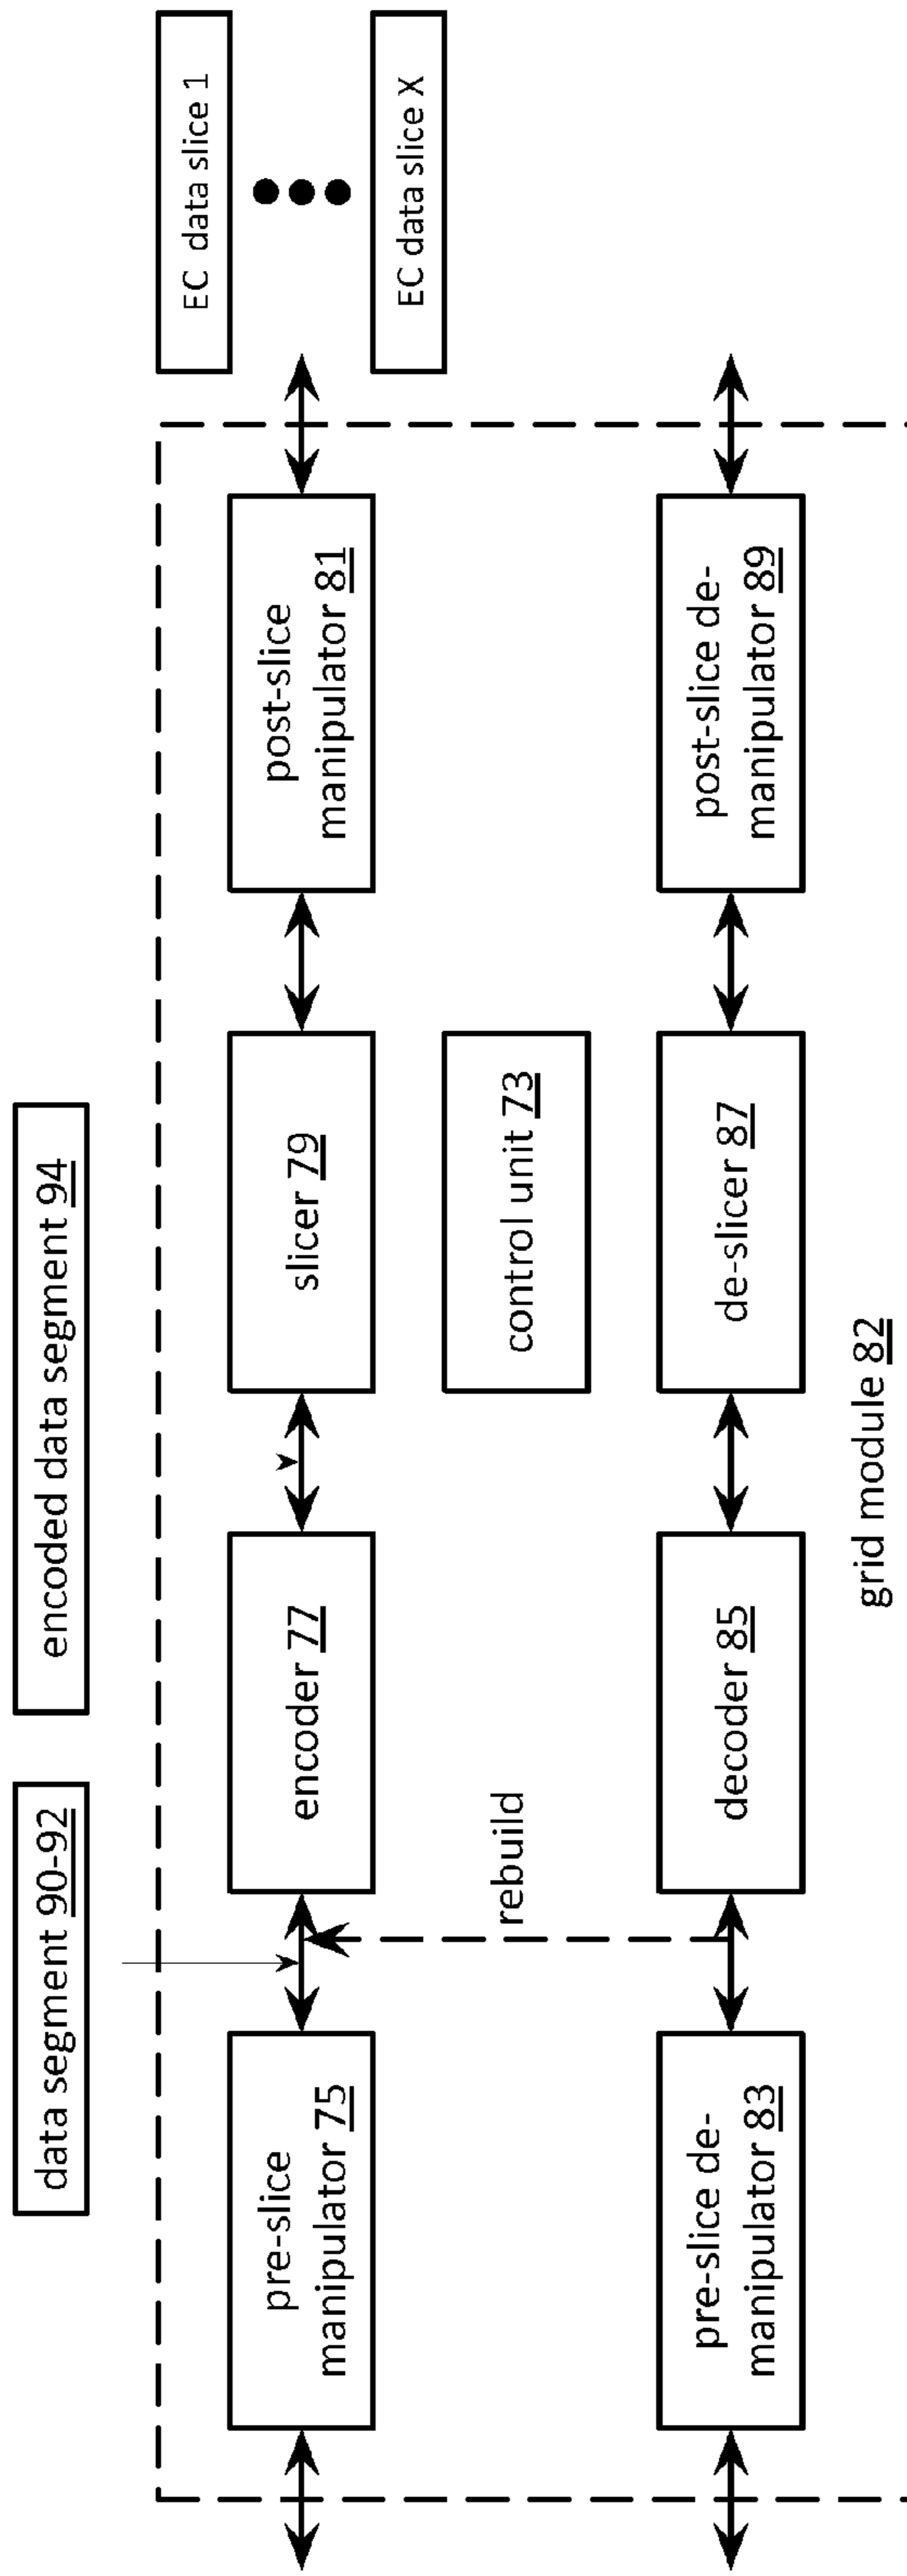 data segment 90-92
encoded data segment 94
EC data slice 1
EC data slice X
pre-slice
manipulator 75
encoder 77
slicer 79
post-slice
manipulator 81
rebuild
control unit 73
pre-slice de-
manipulator 83
decoder 85
de-slicer 87
post-slice de-
manipulator 89
grid module 82